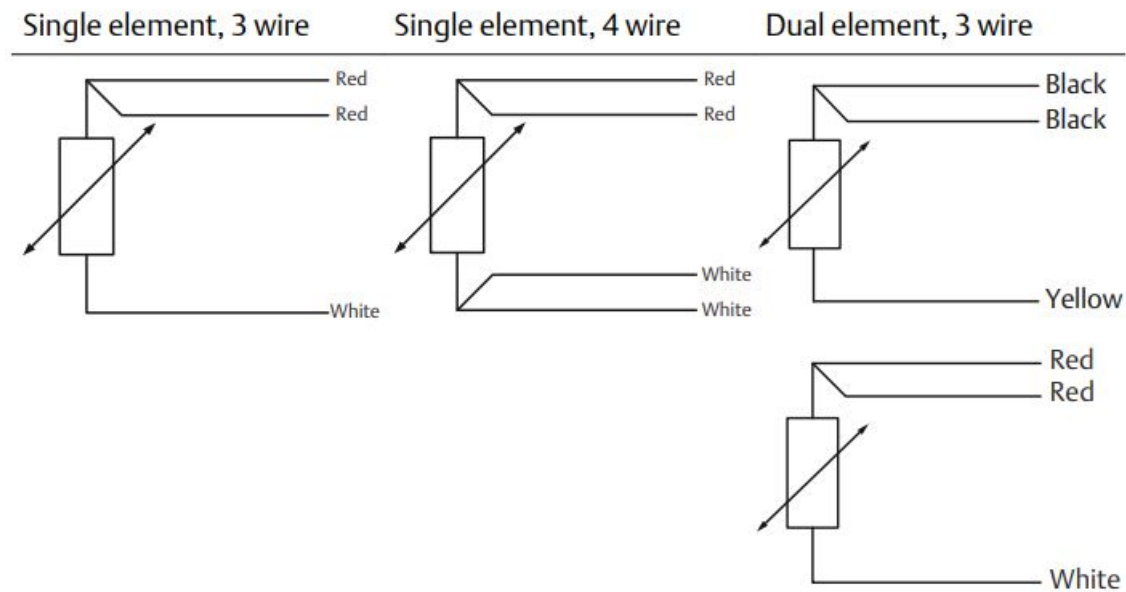 Single element, 3 wire
Single element, 4 wire
Dual element, 3 wire
Red
Red
White
Red
Red
White
White
Black
Black
Yellow
Red
Red
White